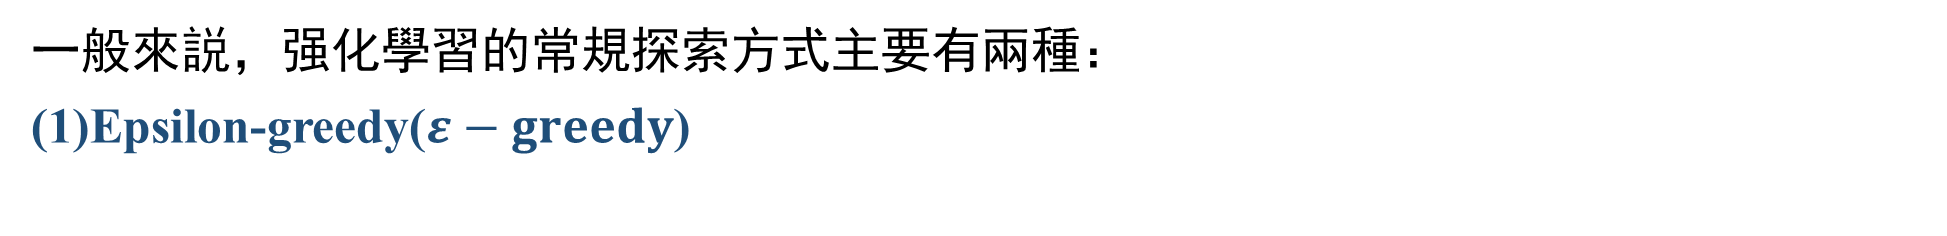 一般來説，强化學習的常規探索方式主要有兩種：
(1)Epsilon-greedy(𝜺 − 𝐠𝐫𝐞𝐞𝐝𝐲)